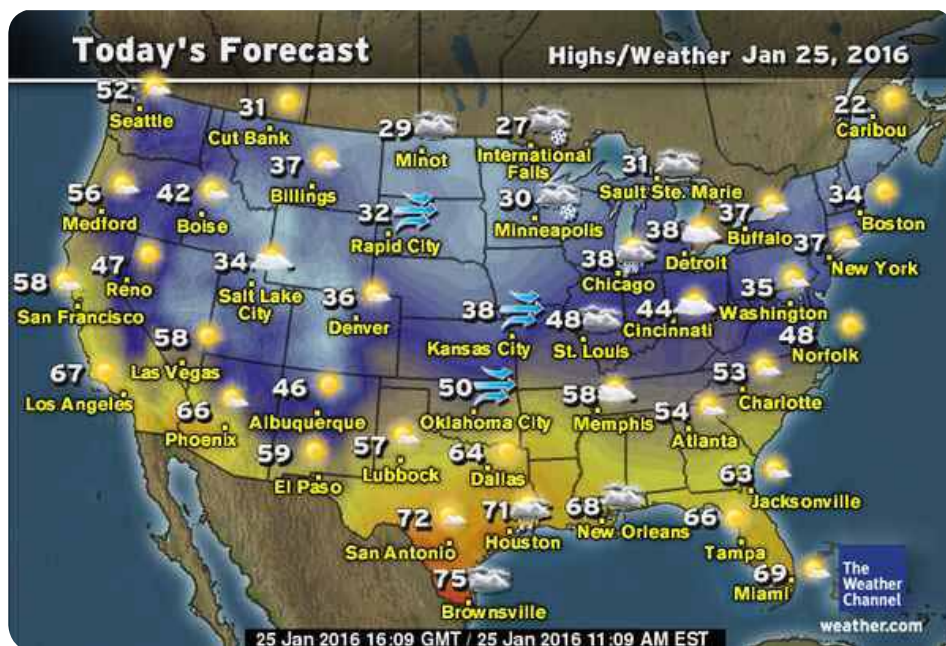 Today's Forecast
Highs/Weather Jan 25, 2016
52
Seattle
31
Cut Bank
29
Minot
27
International
Falls
22
Caribou
37
Billings
31
Sault Ste. Marie
56
Medford
42
Boise
32
Rapid City
30
Minneapolis
38
Detroit
37
Buffalo
34
Boston
58
San Francisco
47
Reno
34
Salt Lake
City
36
Denver
38
Kansas City
38
Chicago
48
St. Louis
44
Cincinnati
35
Washington
37
New York
58
Las Vegas
48
Norfolk
67
Los Angeles
66
Phoenix
46
Albuquerque
50
Oklahoma City
58
Memphis
54
Atlanta
53
Charlotte
59
El Paso
57
Lubbock
64
Dallas
63
Jacksonville
72
San Antonio
71
Houston
68
New Orleans
66
Tampa
75
Brownsville
69
Miami
The
Weather
Channel
weather.com
25 Jan 2016 16:09 GMT / 25 Jan 2016 11:09 AM EST